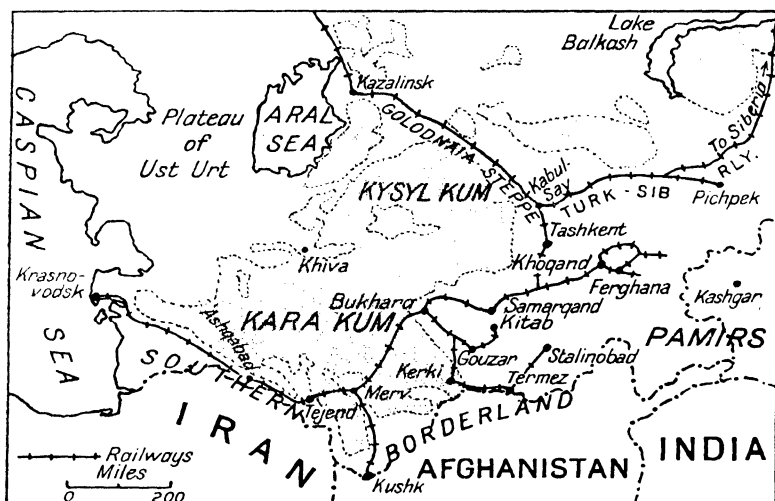 Lake
Balkash
CASPIAN
SEA
Kazalinsk
Plateau
of
Ust Urt
ARAL
SEA
GOLODNAIA-STEPPE
To Siberia
KYSYL KUM
Kabul-
Say
TURK-SIB
RLY.
Pichpek
Tashkent
Khiva
Khoqand
Ferghana
Kashgar
Krasno-
vodsk
Bukhara
Samarqand
Kitab
KARA KUM
PAMIRS
Ashqabad
Gouzar
Stalinobad
Kerki
Termez
SOUTHERN
Tejend
Merv
BORDERLAND
IRAN
AFGHANISTAN
INDIA
Kushk
Railways
Miles
0 200